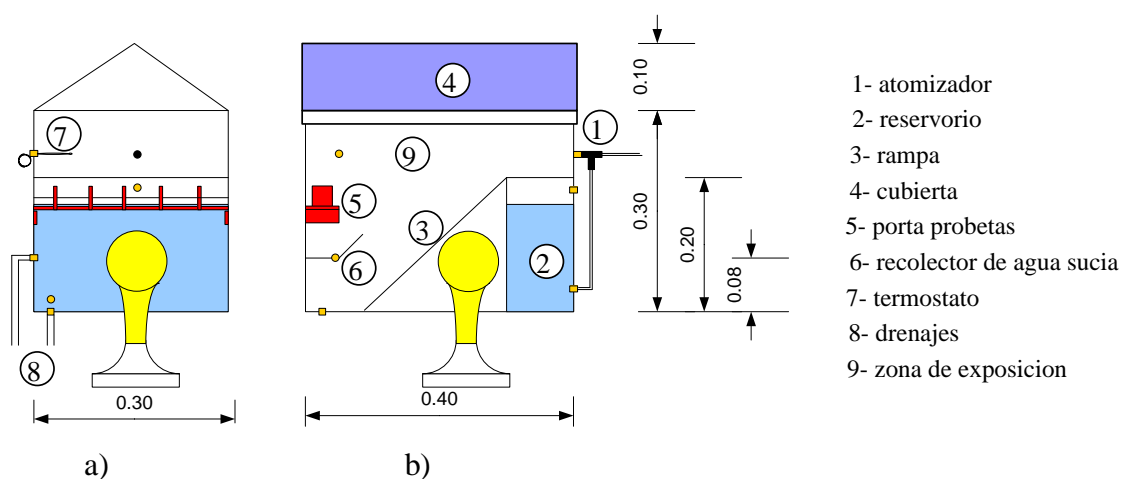 4
0.10
1
7
9
5
3
2
6
8
0.30
0.20
0.08
0.30
0.40
a)
b)
1- atomizador
2- reservorio
3- rampa
4- cubierta
5- porta probetas
6- recolector de agua sucia
7- termostato
8- drenajes
9- zona de exposicion